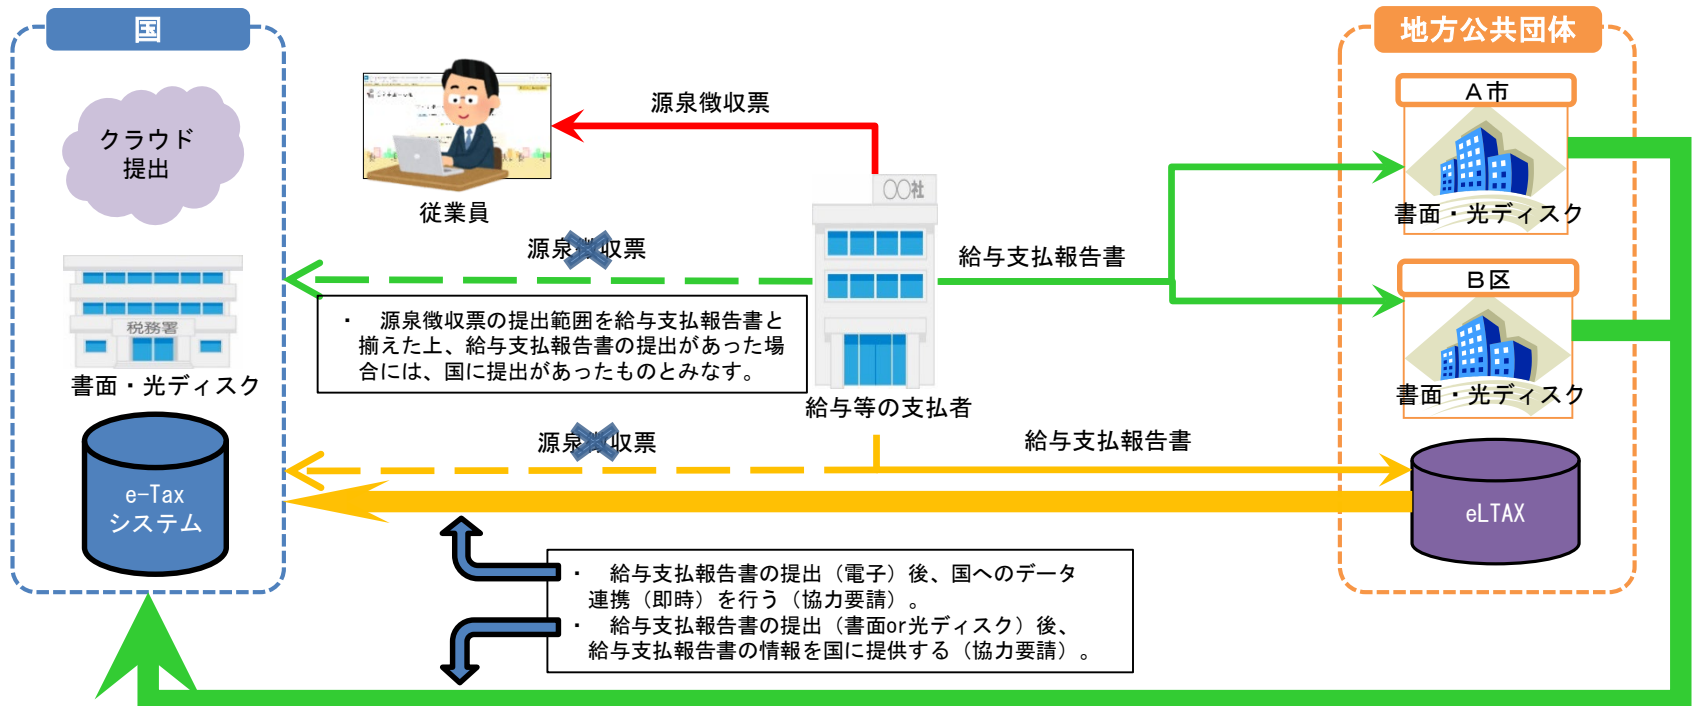 国
地方公共団体
クラウド
提出
税務署
書面・光ディスク
e-Tax
システム
従業員
源泉徴収票
〇〇社
源泉 収票
給与支払報告書
・　源泉徴収票の提出範囲を給与支払報告書と
揃えた上、給与支払報告書の提出があった場
合には、国に提出があったものとみなす。
給与等の支払者
源泉 収票
給与支払報告書
A市
書面・光ディスク
B区
書面・光ディスク
eLTAX
・　給与支払報告書の提出（電子）後、国へのデータ
連携（即時）を行う（協力要請）。
・　給与支払報告書の提出（書面or光ディスク）後、
給与支払報告書の情報を国に提供する（協力要請）。